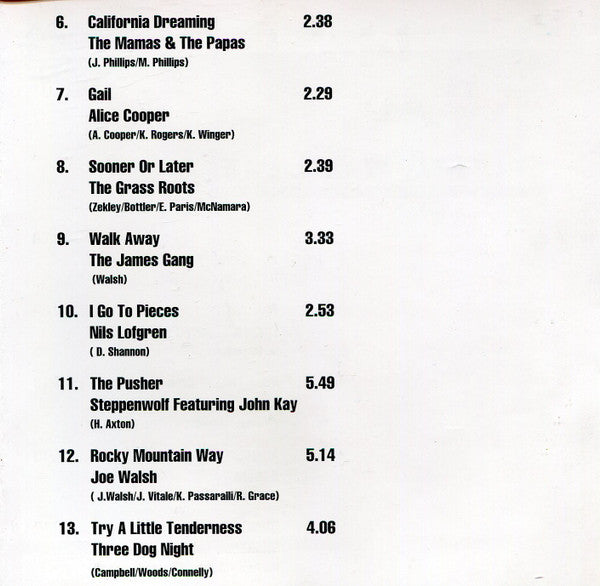 6. California Dreaming 2.38
The Mamas & The Papas
(J. Phillips/M. Phillips)
7. Gail 2.29
Alice Cooper
(A. Cooper/K. Rogers/K. Winger)
8. Sooner Or Later 2.39
The Grass Roots
(Zekley/Bottler/E. Paris/McNamara)
9. Walk Away 3.33
The James Gang
(Walsh)
10. I Go To Pieces 2.53
Nils Lofgren
( D. Shannon)
11. The Pusher 5.49
Steppenwolf Featuring John Kay
(H. Axton)
12. Rocky Mountain Way 5.14
Joe Walsh
( J.Walsh/J. Vitale/K. Passaralli/R. Grace)
13. Try A Little Tenderness 4.06
Three Dog Night
(Campbell/Woods/Connelly)